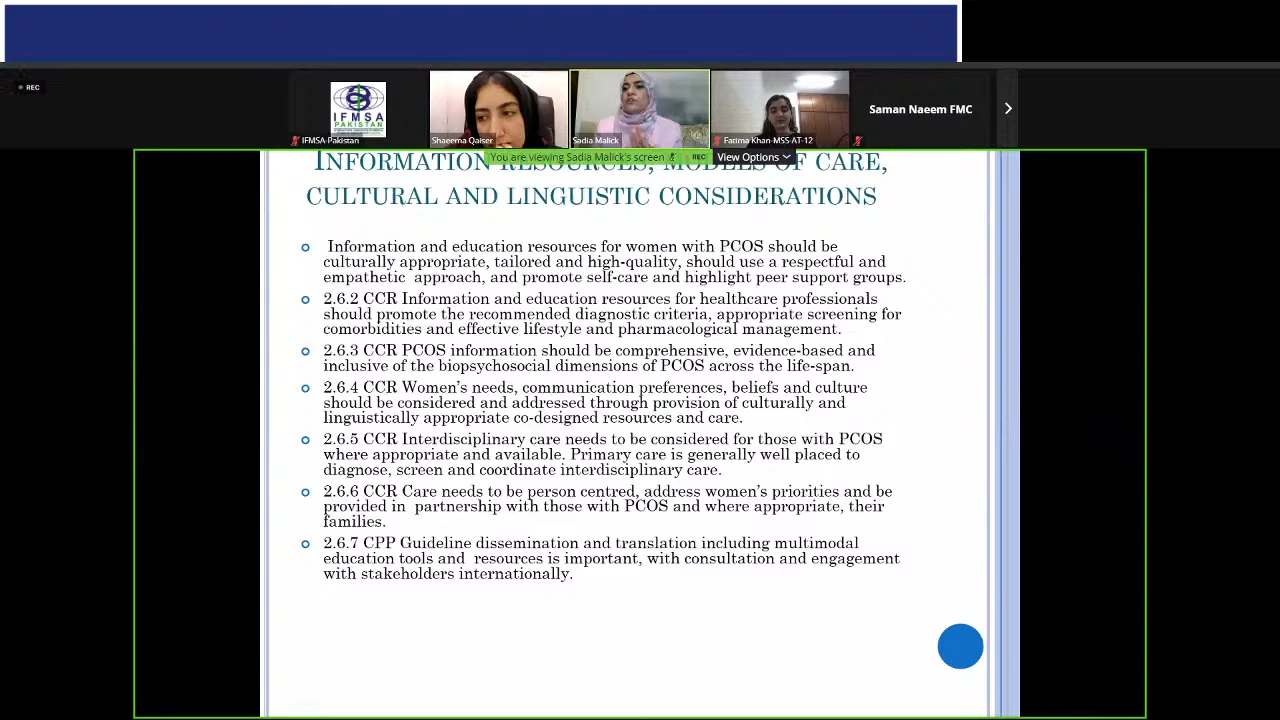 REC
IFMSA
PAKISTAN
IFMSA-Pakistan
Shaeema Qaiser
Sadia Malick
Fatima Khan-MSS-AT-12
Saman Naeem FMC
You are viewing Sadia Malick's screen
REC
View Options
INFORMATION RESOURCES, MODELS OF CARE,
CULTURAL AND LINGUISTIC CONSIDERATIONS
Information and education resources for women with PCOS should be
culturally appropriate, tailored and high-quality, should use a respectful and
empathetic approach, and promote self-care and highlight peer support groups.
2.6.2 CCR Information and education resources for healthcare professionals
should promote the recommended diagnostic criteria, appropriate screening for
comorbidities and effective lifestyle and pharmacological management.
2.6.3 CCR PCOS information should be comprehensive, evidence-based and
inclusive of the biopsychosocial dimensions of PCOS across the life-span.
2.6.4 CCR Women's needs, communication preferences, beliefs and culture
should be considered and addressed through provision of culturally and
linguistically appropriate co-designed resources and care.
2.6.5 CCR Interdisciplinary care needs to be considered for those with PCOS
where appropriate and available. Primary care is generally well placed to
diagnose, screen and coordinate interdisciplinary care.
2.6.6 CCR Care needs to be person centred, address women's priorities and be
provided in partnership with those with PCOS and where appropriate, their
families.
2.6.7 CPP Guideline dissemination and translation including multimodal
education tools and resources is important, with consultation and engagement
with stakeholders internationally.